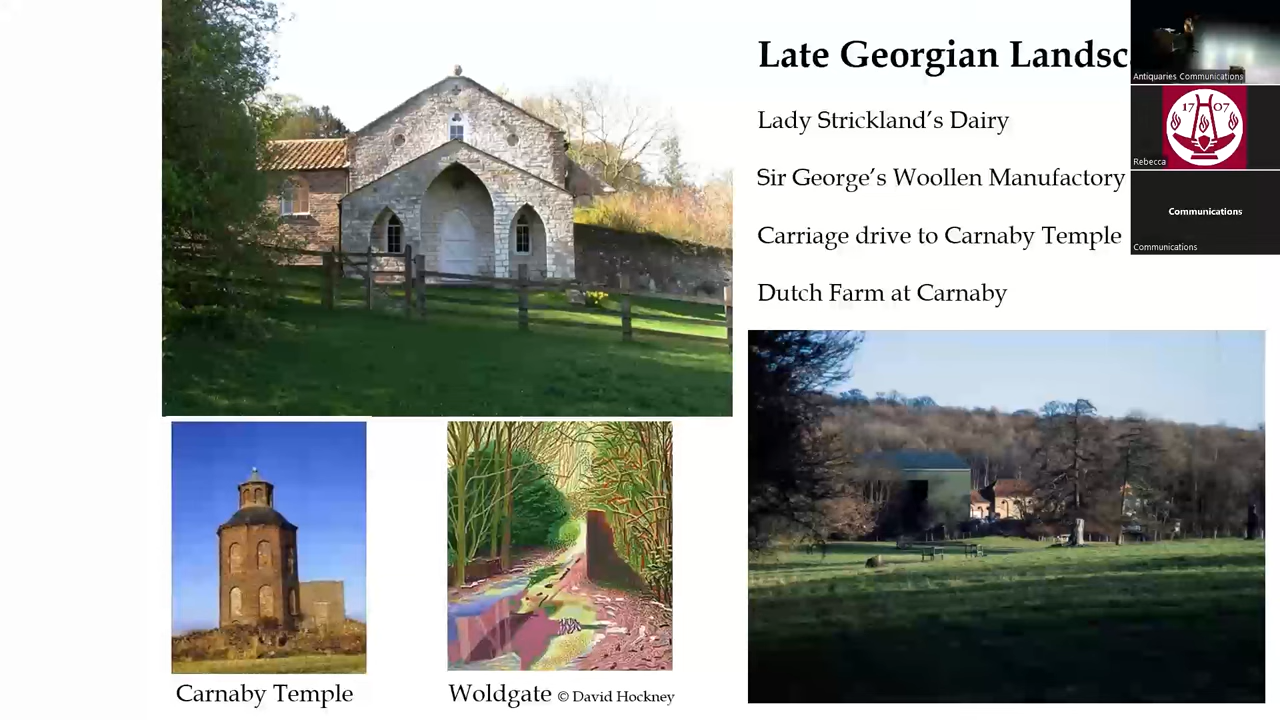 Late Georgian Landsc
Lady Strickland's Dairy
Sir George's Woollen Manufactory
Carriage drive to Carnaby Temple
Dutch Farm at Carnaby
Carnaby Temple
Woldgate © David Hockney
Antiquaries Communications
17 07
Rebecca
Communications
Communications